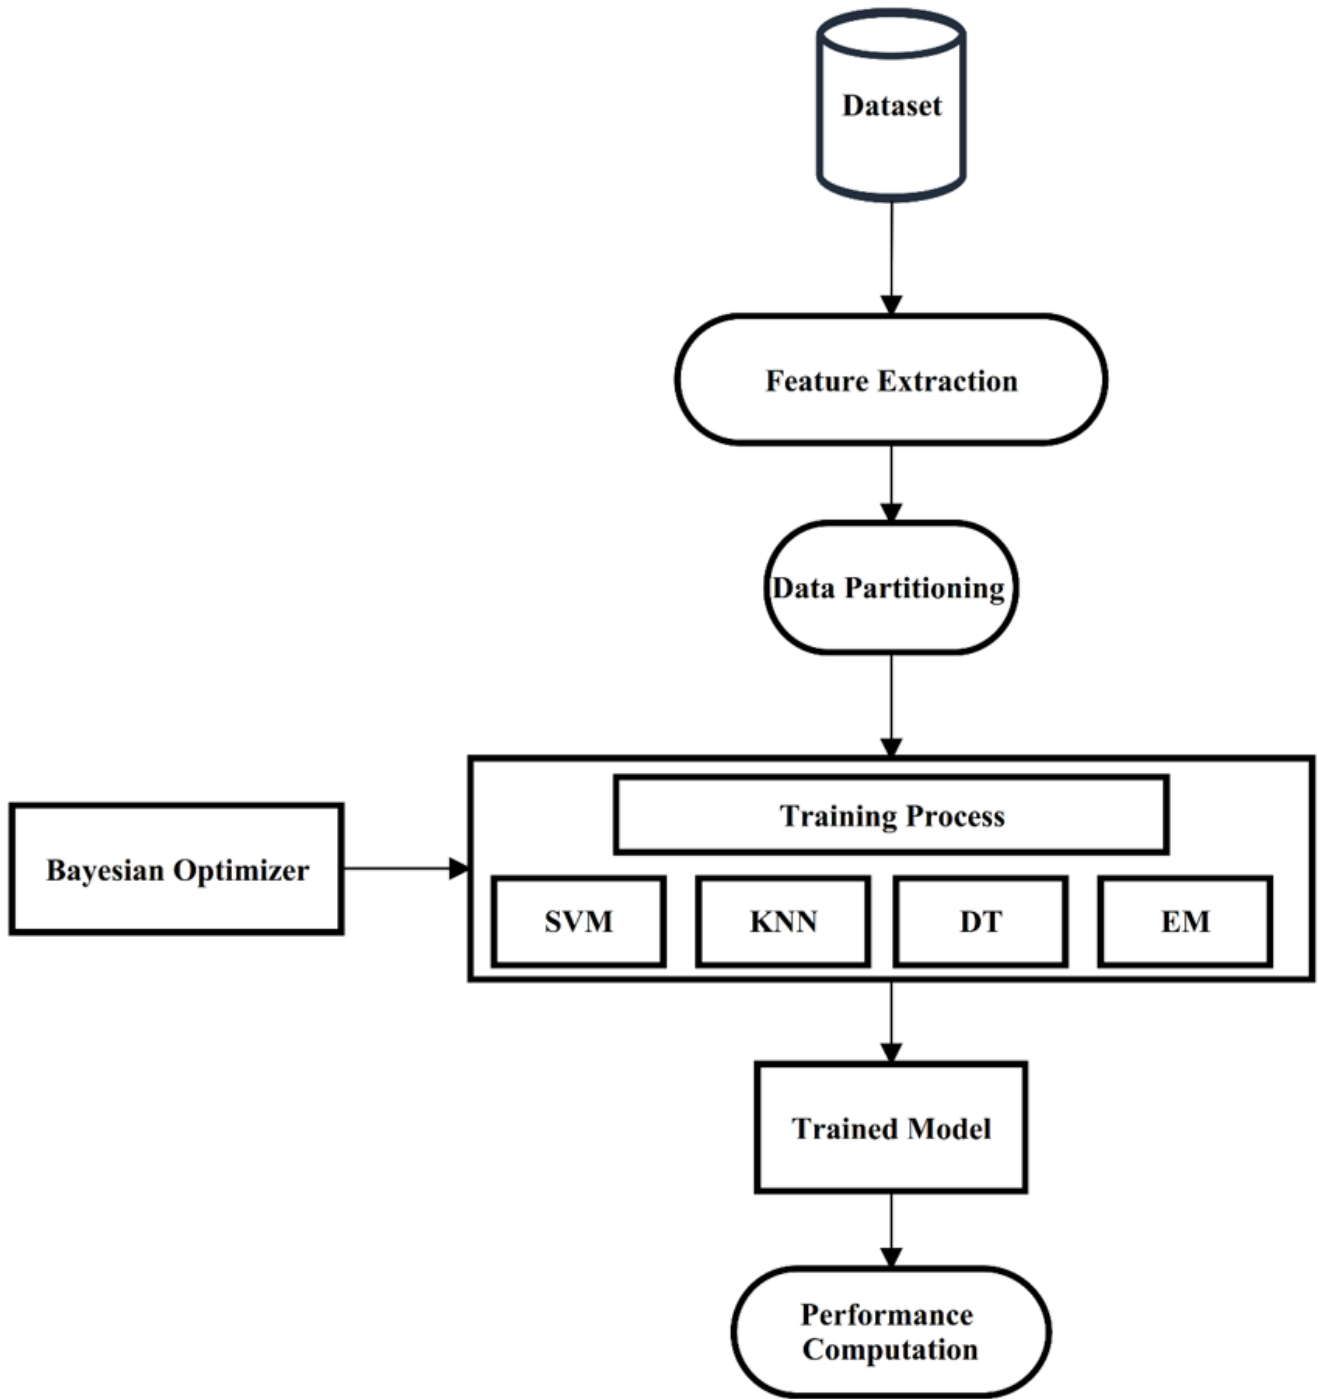 Dataset
Feature Extraction
Data Partitioning
Training Process
Bayesian Optimizer
SVM
KNN
DT
EM
Trained Model
Performance
Computation